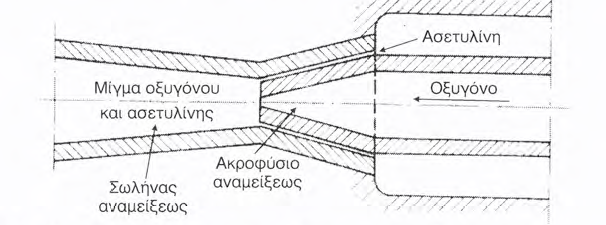 Ασετυλίνη
Μίγμα οξυγόνου
και ασετυλίνης
Οξυγόνο
Ακροφύσιο
αναμείξεως
Σωλήνας
αναμείξεως